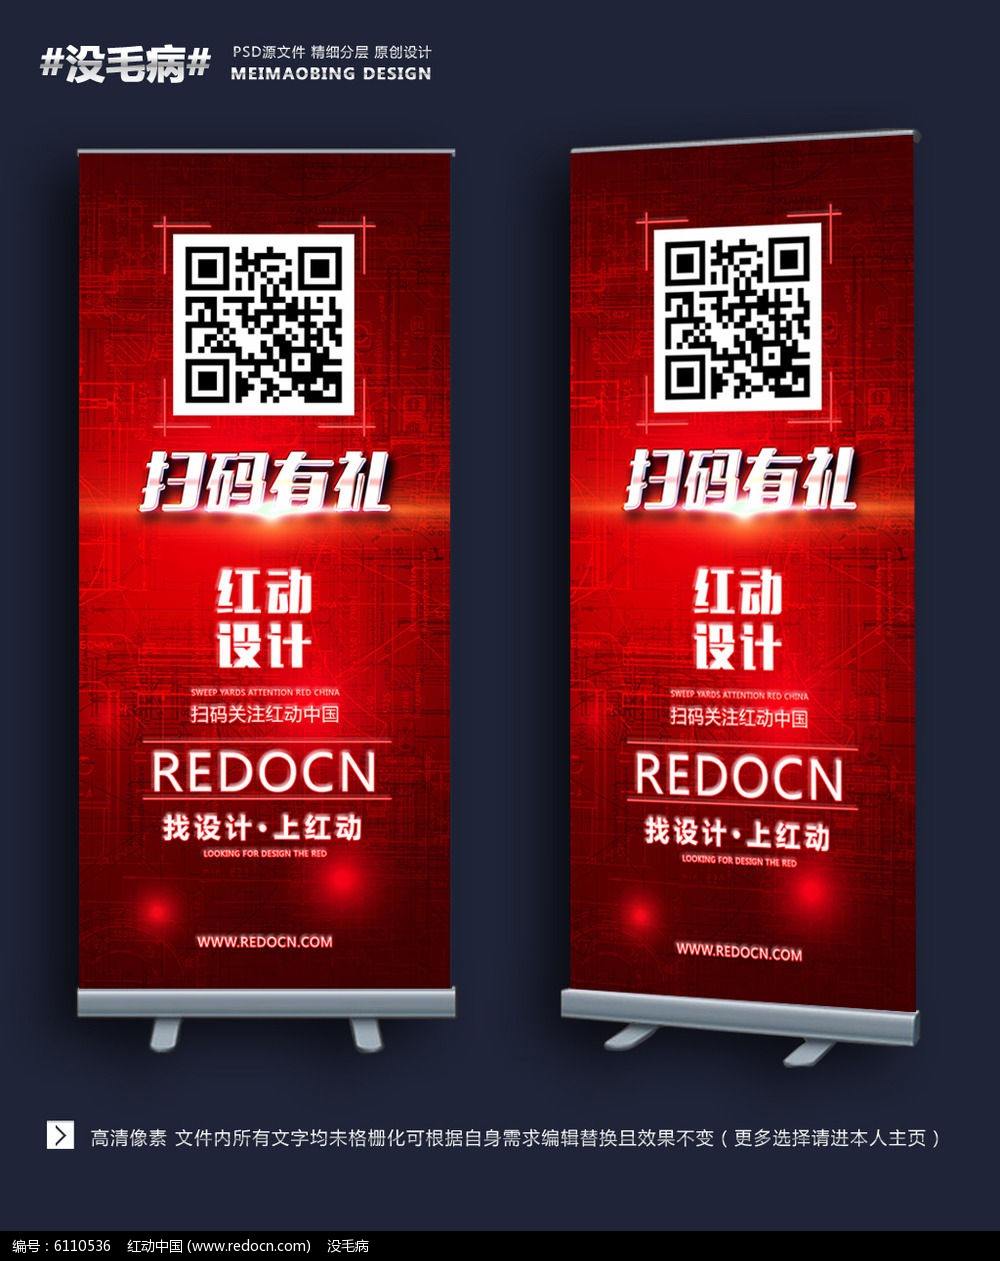 #没毛病#
PSD源文件 精细分层 原创设计
MEIMAOBING DESIGN
扫码有礼
红动
设计
SWEEP YARDS ATTENTION RED CHINA
扫码关注红动中国
REDOCN
找设计·上红动
LOOKING FOR DESIGN THE RED
WWW.REDOCN.COM
扫码有礼
红动
设计
SWEEP YARDS ATTENTION RED CHINA
扫码关注红动中国
REDOCN
找设计·上红动
LOOKING FOR DESIGN THE RED
WWW.REDOCN.COM
高清像素 文件内所有文字均未格栅化可根据自身需求编辑替换且效果不变（更多选择请进本人主页）
编号：6110536 红动中国 (www.redocn.com) 没毛病